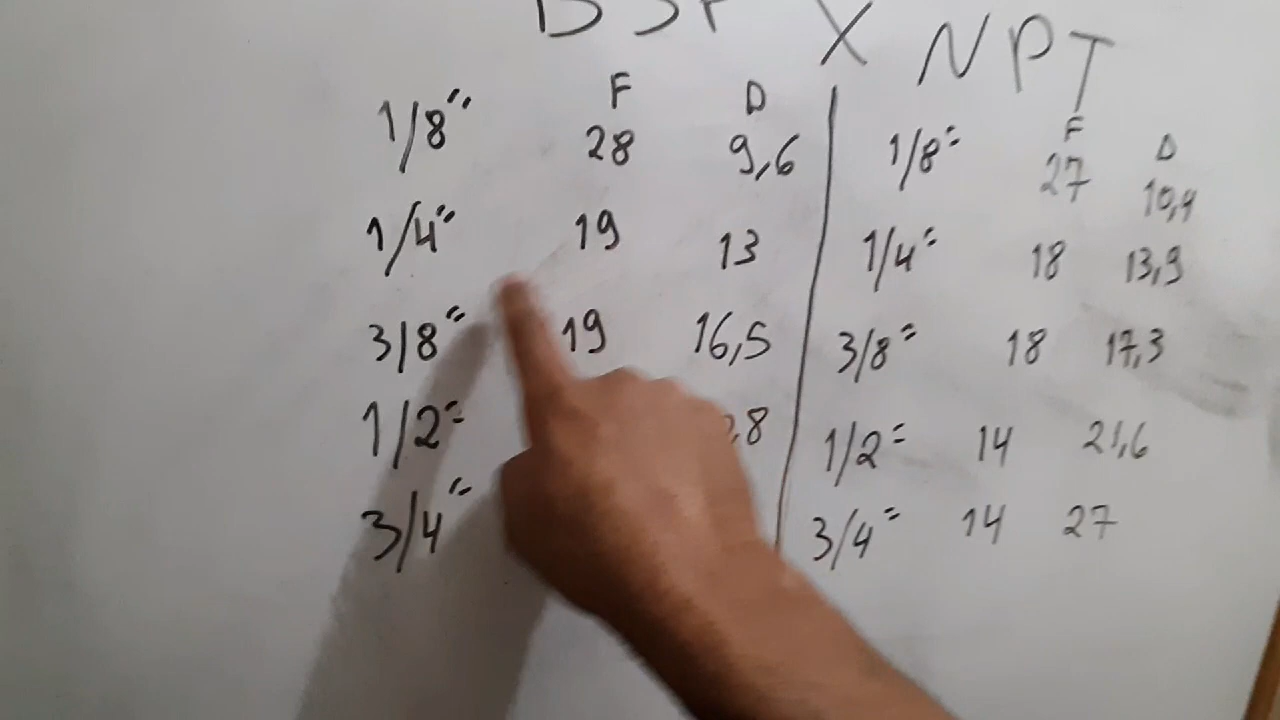 BSP X NPT
F D F D
1/8" 28 9,6 1/8" 27 10,4
1/4" 19 13 1/4" 18 13,9
3/8" 19 16,5 3/8" 18 17,3
1/2" ,8 1/2" 14 21,6
3/4" 3/4" 14 27